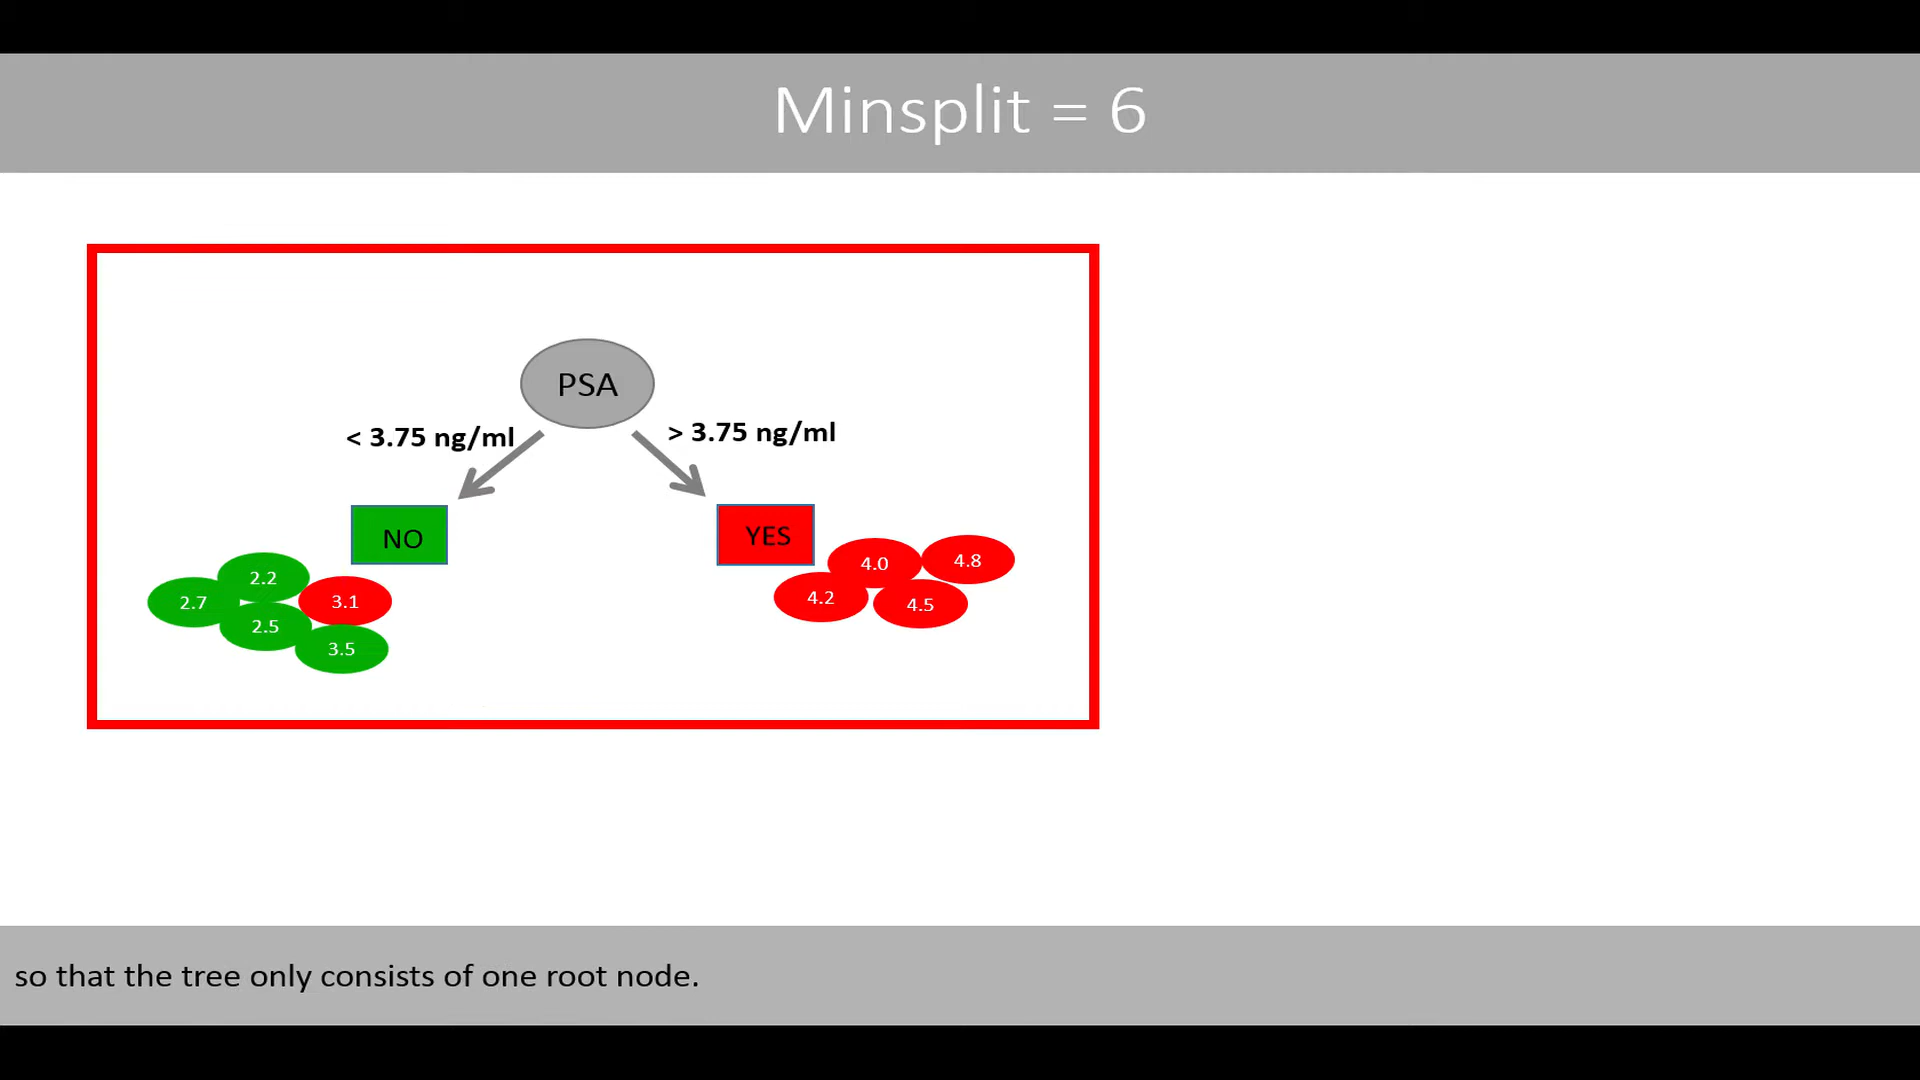 Minsplit = 6
PSA
< 3.75 ng/ml
> 3.75 ng/ml
NO
YES
2.2
2.7
3.1
2.5
3.5
4.0
4.8
4.2
4.5
so that the tree only consists of one root node.